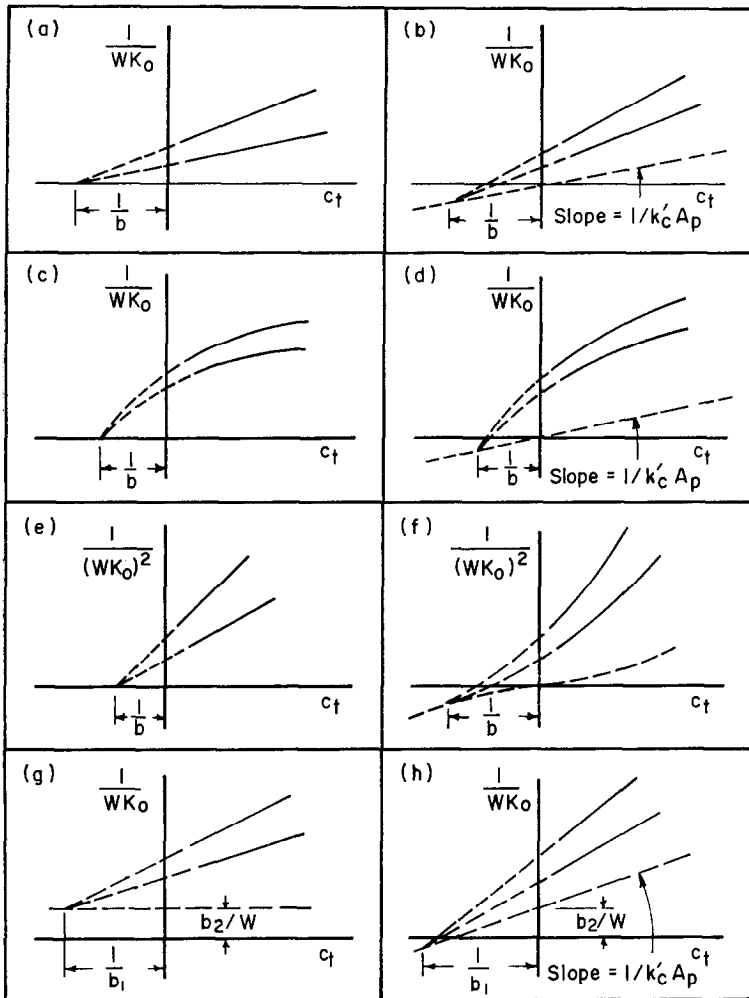 (a)
1/WK₀
1/b
cₜ
(b)
1/WK₀
1/b
cₜ
Slope = 1/k′c Ap
(c)
1/WK₀
1/b
cₜ
(d)
1/WK₀
1/b
cₜ
Slope = 1/k′c Ap
(e)
1/(WK₀)²
1/b
cₜ
(f)
1/(WK₀)²
1/b
cₜ
(g)
1/WK₀
b₂/W
1/b₁
cₜ
(h)
1/WK₀
b₂/W
1/b₁
cₜ
Slope = 1/k′c Ap